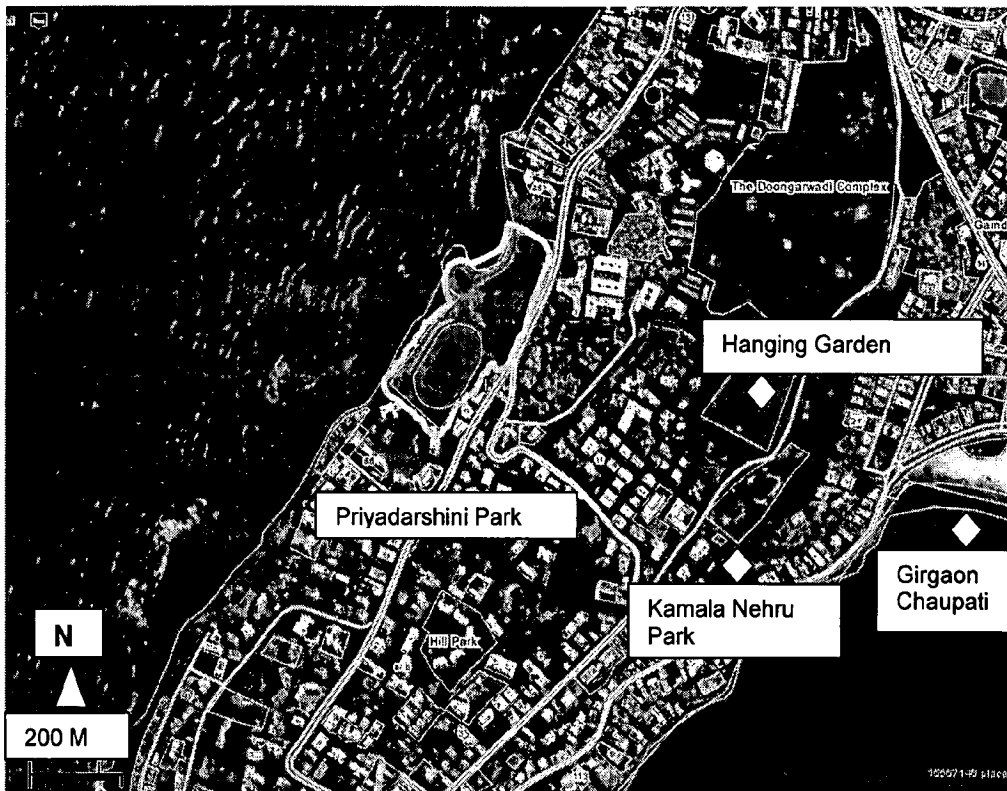 The Doongarwadi Complex
Hanging Garden
Priyadarshini Park
Girgaon
Chaupati
Kamala Nehru
Park
Hill Park
N
200 M